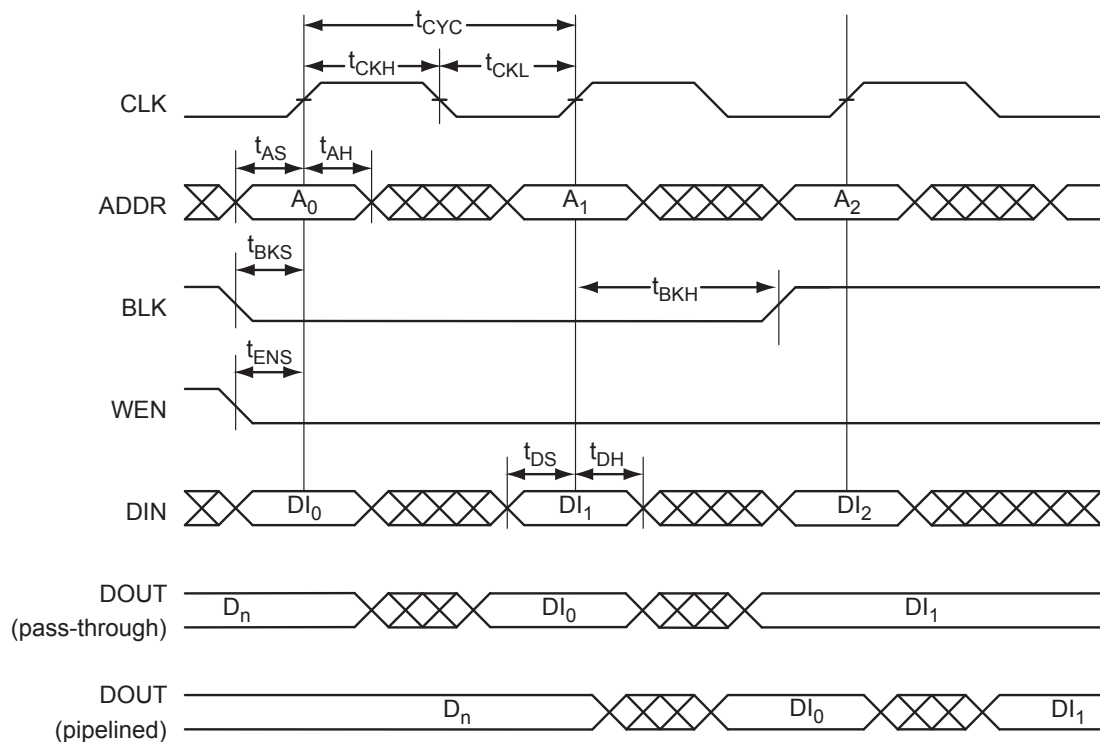 tCYC
tCKH tCKL
CLK
tAS tAH
ADDR A0 A1 A2
tBKS
BLK tBKH
tENS
WEN
tDS tDH
DIN DI0 DI1 DI2
DOUT
(pass-through) Dn DI0 DI1
DOUT
(pipelined) Dn DI0 DI1